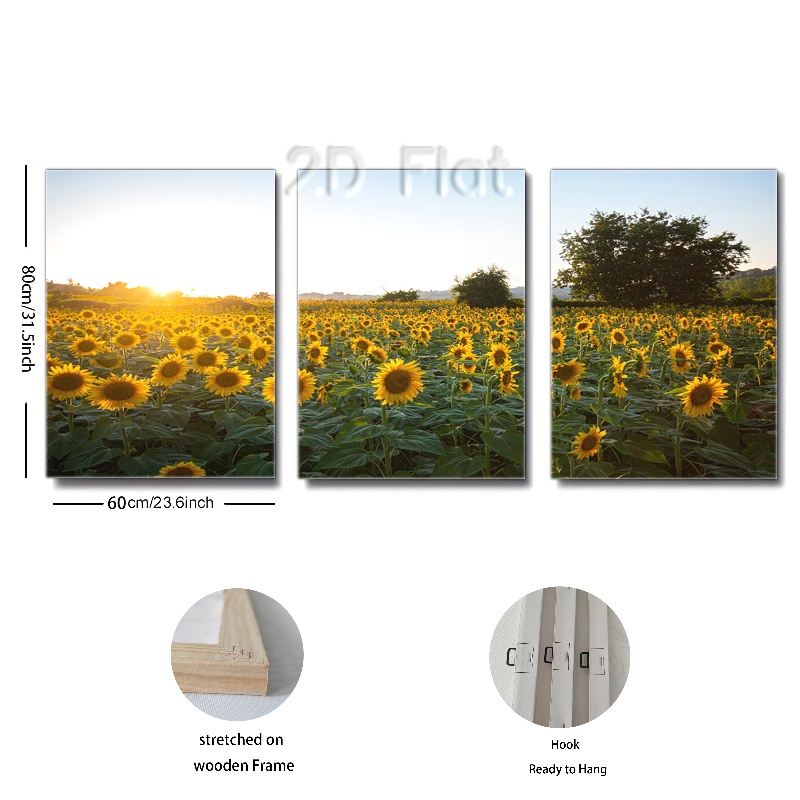 2D Flat
80cm/31.5inch
60cm/23.6inch
stretched on
wooden Frame
Hook
Ready to Hang